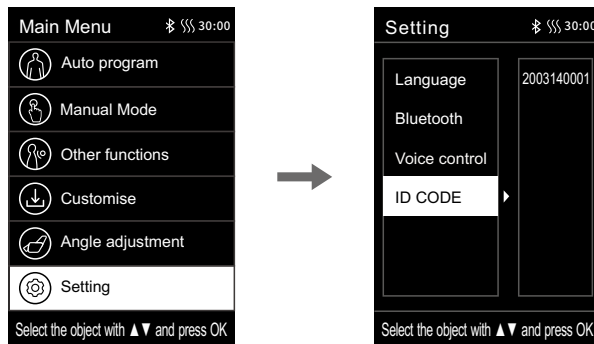 Main Menu 30:00
Auto program
Manual Mode
Other functions
Customise
Angle adjustment
Setting
Select the object with ▲▼ and press OK
Setting 30:00
Language
Bluetooth
Voice control
ID CODE
2003140001
Select the object with ▲▼ and press OK